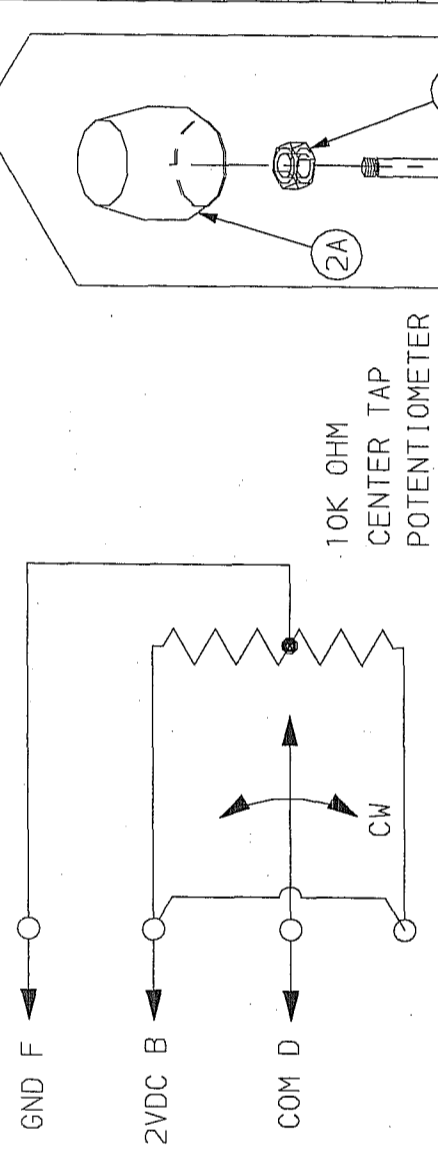 GND F
2VDC B
COM D
CW
10K OHM
CENTER TAP
POTENTIOMETER
2A